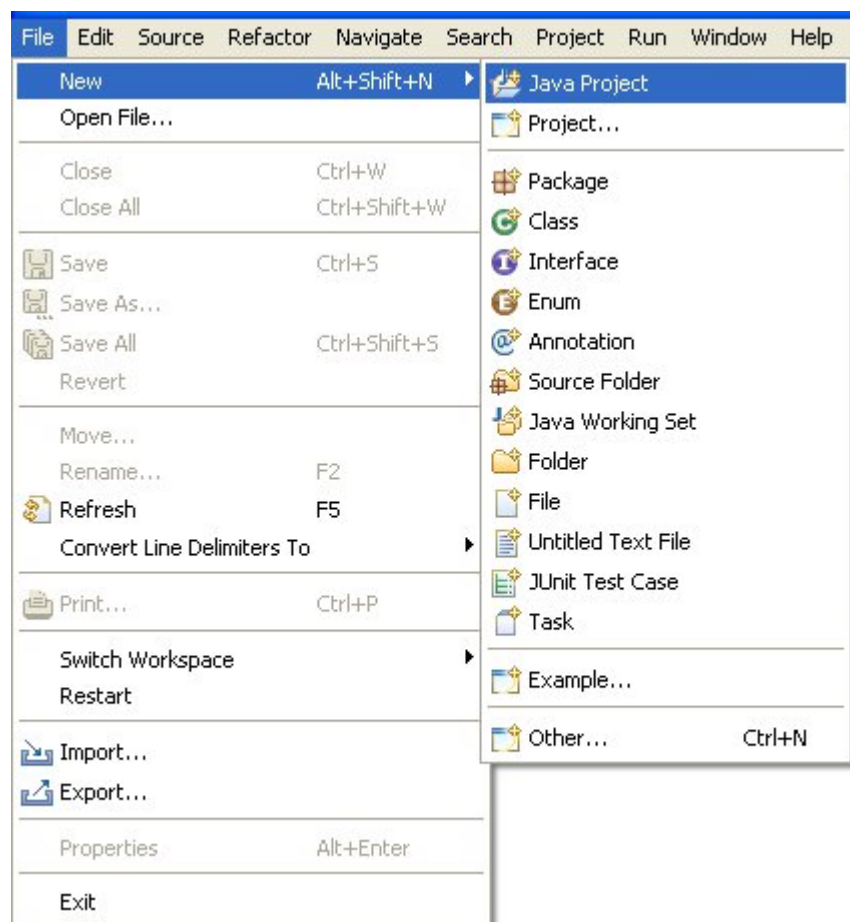 File Edit Source Refactor Navigate Search Project Run Window Help
New Alt+Shift+N
Open File...
Close Ctrl+W
Close All Ctrl+Shift+W
Save Ctrl+S
Save As...
Save All Ctrl+Shift+S
Revert
Move...
Rename... F2
Refresh F5
Convert Line Delimiters To
Print... Ctrl+P
Switch Workspace
Restart
Import...
Export...
Properties Alt+Enter
Exit
Java Project
Project...
Package
Class
Interface
Enum
Annotation
Source Folder
Java Working Set
Folder
File
Untitled Text File
JUnit Test Case
Task
Example...
Other... Ctrl+N